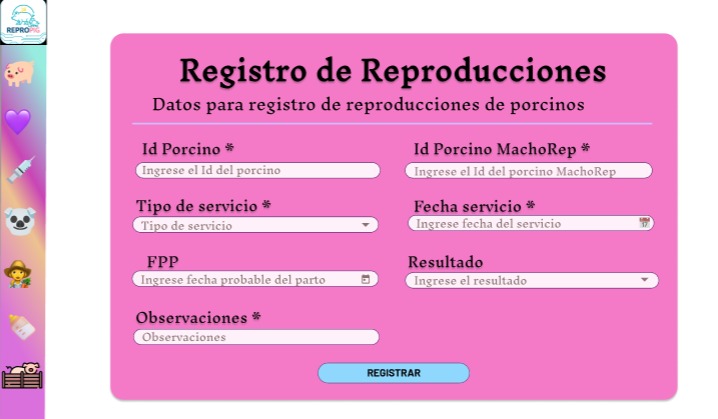 REPROPIG
Registro de Reproducciones
Datos para registro de reproducciones de porcinos
Id Porcino *
Id Porcino MachoRep *
Ingrese el Id del porcino
Ingrese el Id del porcino MachoRep
Tipo de servicio *
Fecha servicio *
Tipo de servicio
Ingrese fecha del servicio
FPP
Resultado
Ingrese fecha probable del parto
Ingrese el resultado
Observaciones *
Observaciones
REGISTRAR